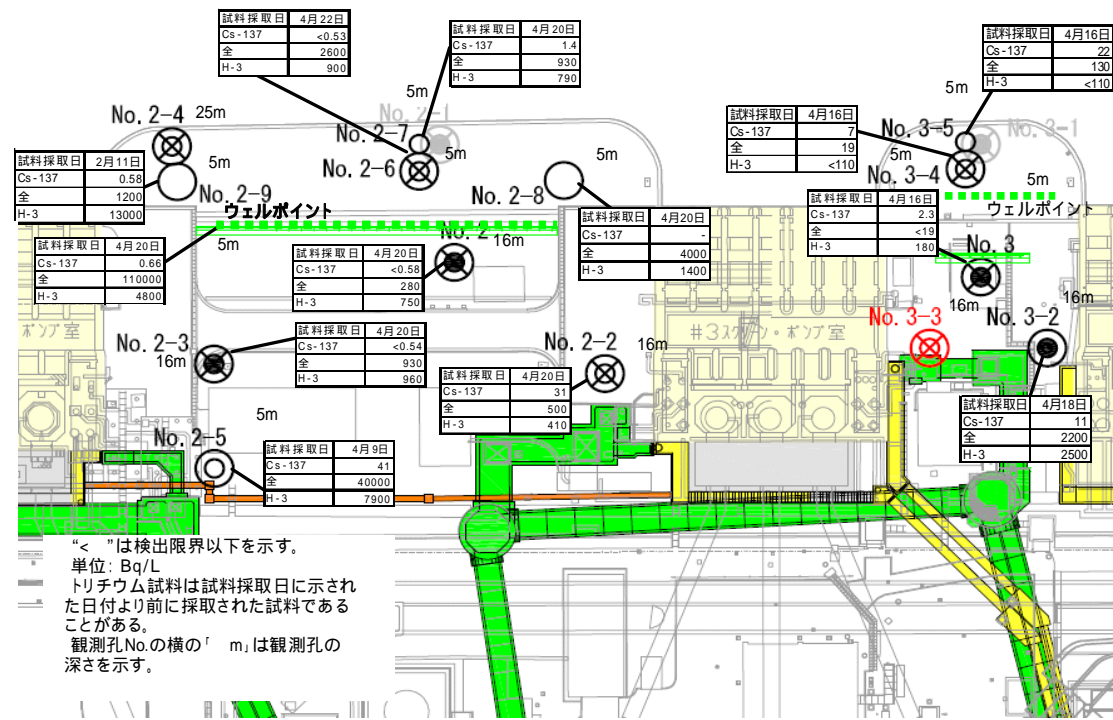 試料採取日 4月22日
Cs-137 <0.53
全 2600
H-3 900
試料採取日 4月20日
Cs-137 1.4
全 930
H-3 790
試料採取日 4月16日
Cs-137 22
全 130
H-3 <110
試料採取日 4月16日
Cs-137 7
全 19
H-3 <110
No. 2-4 25m
5m
No. 2-1
No. 2-7
5m
No. 2-6
5m
No. 3-5
No. 3-1
5m
No. 3-4
5m
試料採取日 2月11日
Cs-137 0.58
全 1200
H-3 13000
5m
No. 2-9
No. 2-8
5m
ウェルポイント
5m
ウェルポイント
試料採取日 4月20日
Cs-137 -
全 4000
H-3 1400
試料採取日 4月16日
Cs-137 2.3
全 <19
H-3 180
試料採取日 4月20日
Cs-137 0.66
全 110000
H-3 4800
No. 2 16m
試料採取日 4月20日
Cs-137 <0.58
全 280
H-3 750
No. 3
16m
16m
ポンプ室
No. 2-3
16m
試料採取日 4月20日
Cs-137 <0.54
全 930
H-3 960
No. 2-2
16m
#3スクリーン・ポンプ室
No. 3-3
No. 3-2
試料採取日 4月20日
Cs-137 31
全 500
H-3 410
試料採取日 4月18日
Cs-137 11
全 2200
H-3 2500
5m
No. 2-5
試料採取日 4月9日
Cs-137 41
全 40000
H-3 7900
“< ”は検出限界以下を示す。
単位: Bq/L
トリチウム試料は試料採取日に示され
た日付より前に採取された試料である
ことがある。
観測孔No.の横の「 m」は観測孔の
深さを示す。